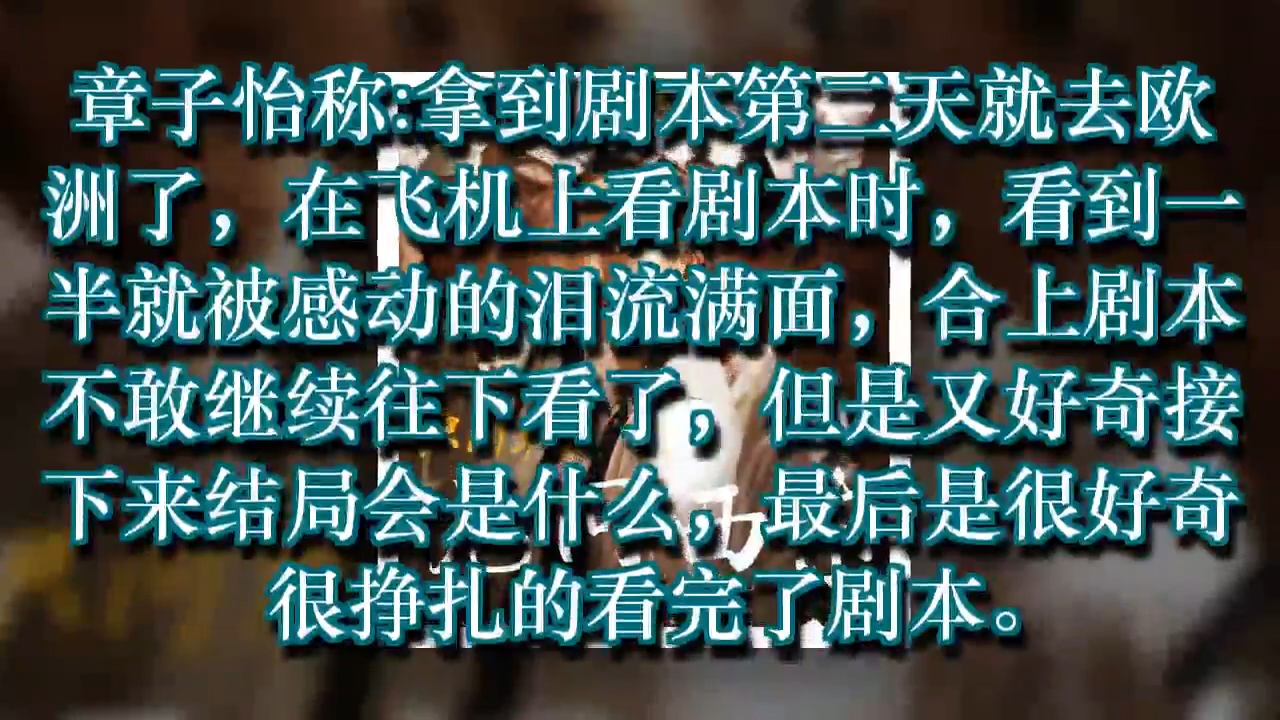 章子怡称:拿到剧本第二天就去欧
洲了，在飞机上看剧本时，看到一
半就被感动的泪流满面，合上剧本
不敢继续往下看了，但是又好奇接
下来结局会是什么，最后是很好奇
很挣扎的看完了剧本。